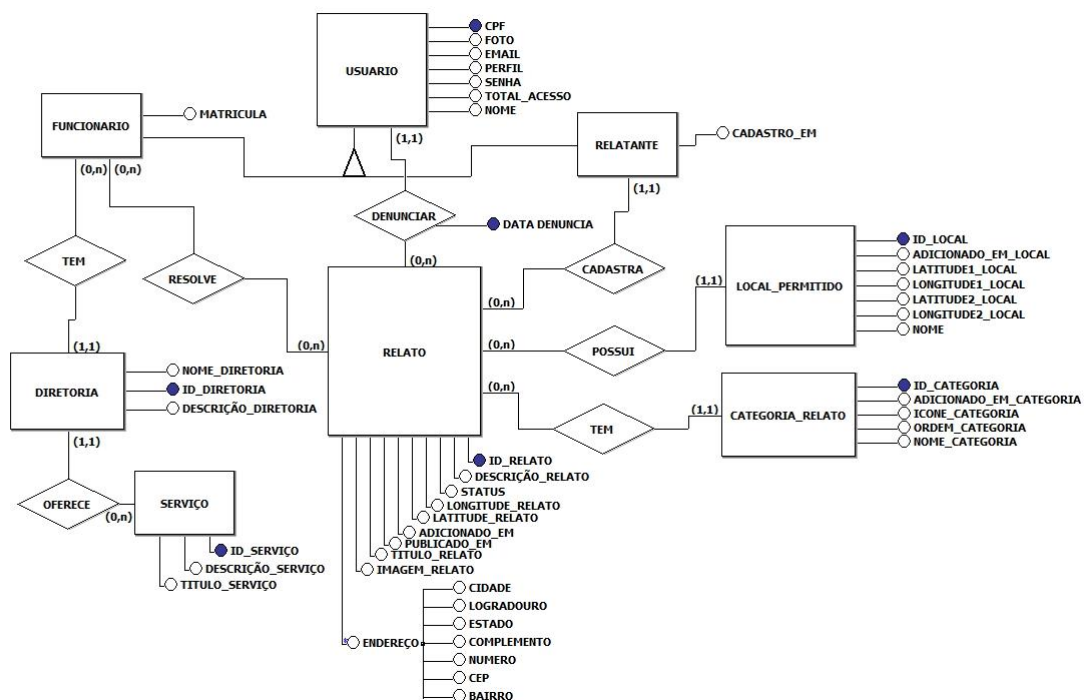 USUARIO
CPF
FOTO
EMAIL
PERFIL
SENHA
TOTAL_ACESSO
NOME
FUNCIONARIO
MATRICULA
(1,1)
RELATANTE
CADASTRO_EM
(0,n)
(0,n)
(1,1)
DENUNCIAR
DATA DENUNCIA
TEM
RESOLVE
(0,n)
CADASTRA
LOCAL_PERMITIDO
(1,1)
ID_LOCAL
ADICIONADO_EM_LOCAL
LATITUDE1_LOCAL
LONGITUDE1_LOCAL
LATITUDE2_LOCAL
LONGITUDE2_LOCAL
NOME
(0,n)
(0,n)
(0,n)
RELATO
POSSUI
(1,1)
DIRETORIA
NOME_DIRETORIA
ID_DIRETORIA
DESCRIÇÃO_DIRETORIA
(0,n)
TEM
(1,1)
CATEGORIA_RELATO
ID_CATEGORIA
ADICIONADO_EM_CATEGORIA
ICONE_CATEGORIA
ORDEM_CATEGORIA
NOME_CATEGORIA
(1,1)
OFERECE
(0,n)
SERVIÇO
ID_SERVIÇO
DESCRIÇÃO_SERVIÇO
TITULO_SERVIÇO
ID_RELATO
DESCRIÇÃO_RELATO
STATUS
LONGITUDE_RELATO
LATITUDE_RELATO
ADICIONADO_EM
PUBLICADO_EM
TITULO_RELATO
IMAGEM_RELATO
ENDEREÇO
CIDADE
LOGRADOURO
ESTADO
COMPLEMENTO
NUMERO
CEP
BAIRRO